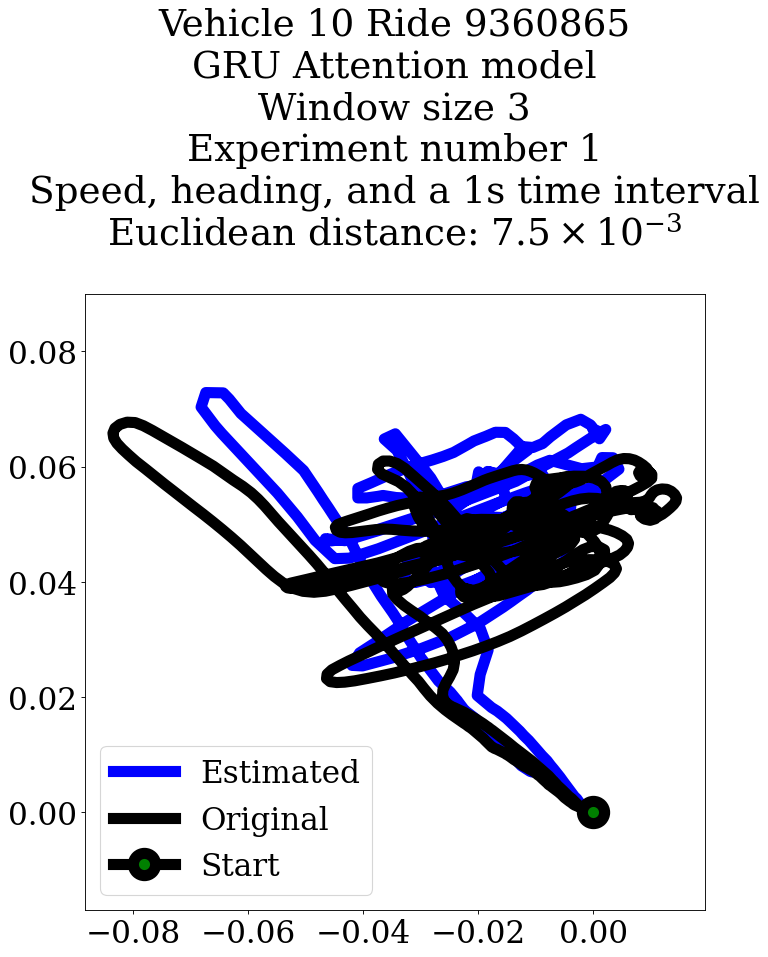 Vehicle 10 Ride 9360865
GRU Attention model
Window size 3
Experiment number 1
Speed, heading, and a 1s time interval
Euclidean distance: 7.5 × 10⁻³
0.08
0.06
0.04
0.02
0.00
Estimated
Original
Start
−0.08 −0.06 −0.04 −0.02 0.00